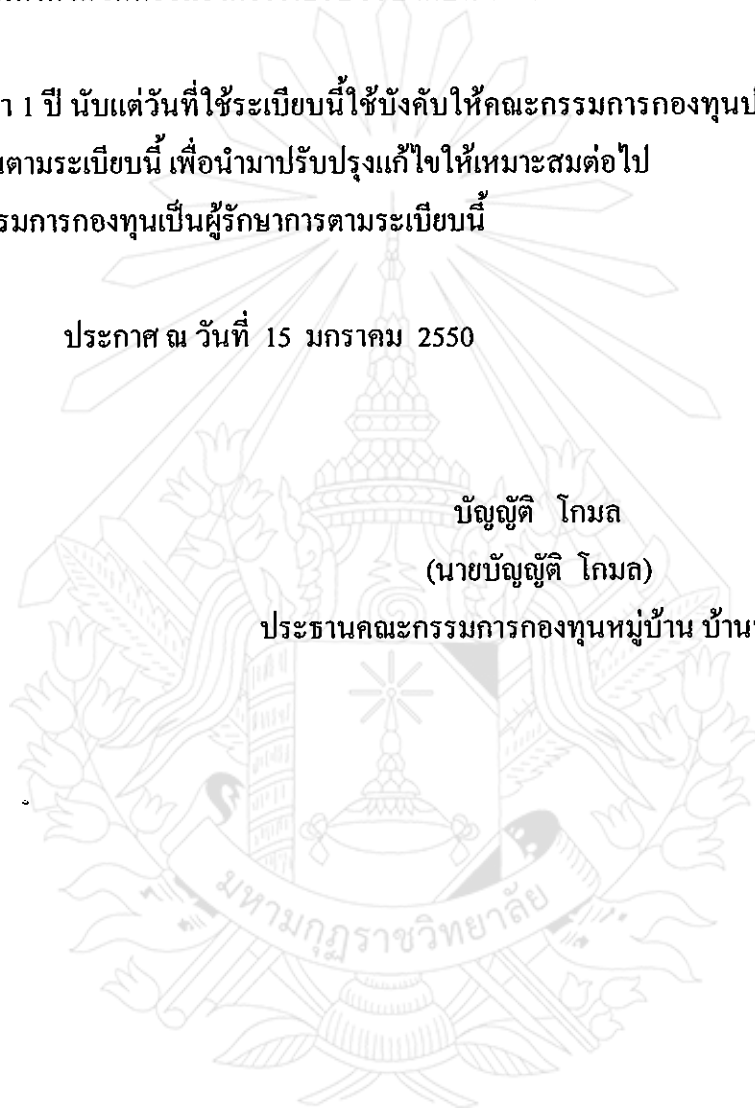 า 1 ปี นับแต่วันที่ใช้ระเบียบนี้ใช้บังคับให้คณะกรรมการกองทุนป
ตามระเบียบนี้ เพื่อนำมาปรับปรุงแก้ไขให้เหมาะสมต่อไป
รมการกองทุนเป็นผู้รักษาการตามระเบียบนี้
ประกาศ ณ วันที่ 15 มกราคม 2550
บัญญัติ โกมล
(นายบัญญัติ โกมล)
ประธานคณะกรรมการกองทุนหมู่บ้าน บ้าน
มหามกุฏราชวิทยาลัย